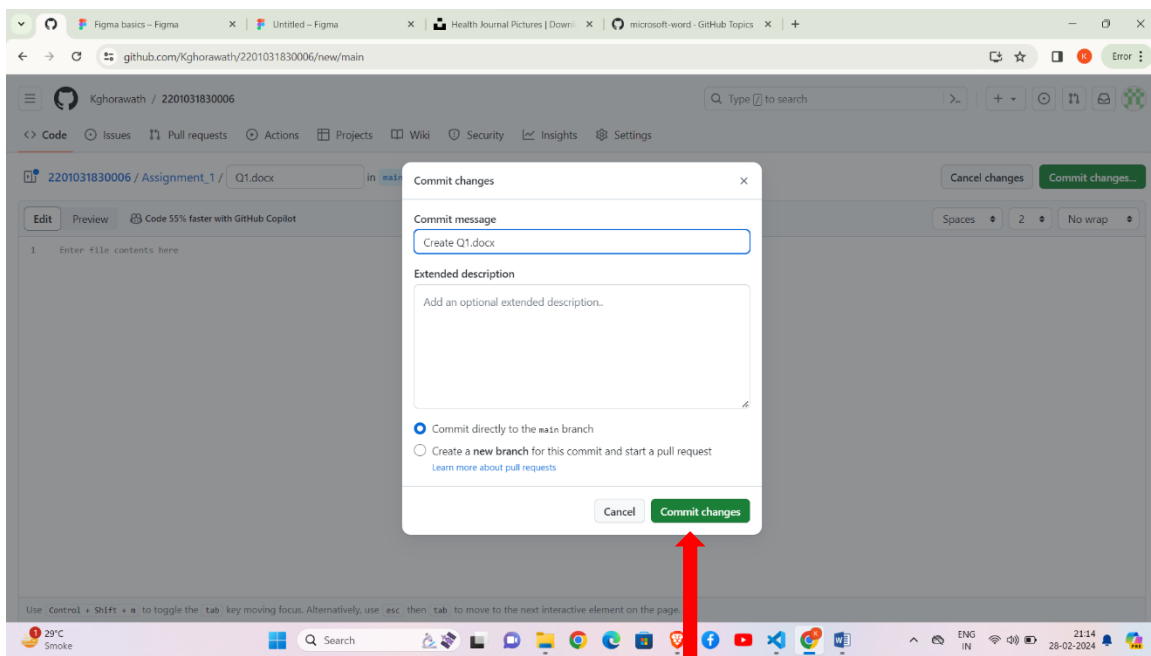 Figma basics – Figma
Untitled – Figma
Health Journal Pictures | Downl
microsoft-word · GitHub Topics
github.com/Kghorawath/2201031830006/new/main
K
Error
Kghorawath / 2201031830006
Type / to search
<> Code Issues Pull requests Actions Projects Wiki Security Insights Settings
2201031830006 / Assignment_1 / Q1.docx in main
Cancel changes Commit changes...
Edit Preview Code 55% faster with GitHub Copilot
Spaces 2 No wrap
1 Enter file contents here
Commit changes
Commit message
Create Q1.docx
Extended description
Add an optional extended description..
Commit directly to the main branch
Create a new branch for this commit and start a pull request
Learn more about pull requests
Cancel Commit changes
Use Control + Shift + m to toggle the tab key moving focus. Alternatively, use esc then tab to move to the next interactive element on the page.
1
29°C
Smoke
Search
ENG
IN
21:14
28-02-2024